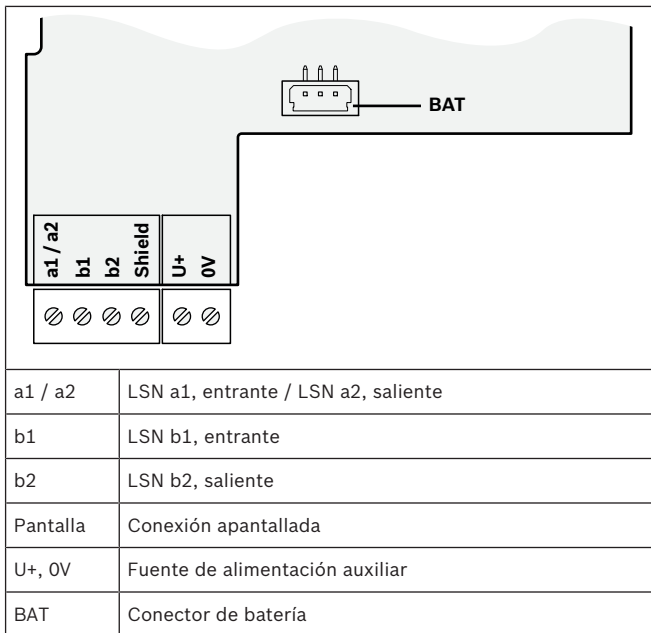 BAT
a1 / a2
b1
b2
Shield
U+
0V
a1 / a2 LSN a1, entrante / LSN a2, saliente
b1 LSN b1, entrante
b2 LSN b2, saliente
Pantalla Conexión apantallada
U+, 0V Fuente de alimentación auxiliar
BAT Conector de batería